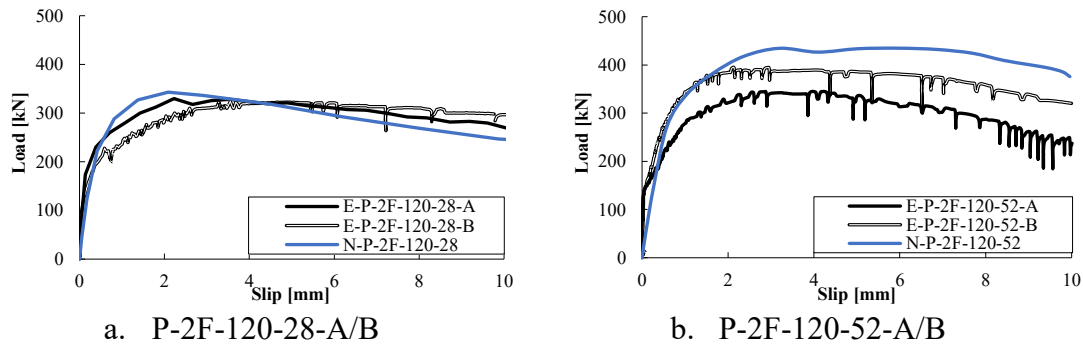 500
400
300
200
100
0
Load [kN]
0 2 4 6 8 10
Slip [mm]
E-P-2F-120-28-A
E-P-2F-120-28-B
N-P-2F-120-28
a. P-2F-120-28-A/B
500
400
300
200
100
0
Load [kN]
0 2 4 6 8 10
Slip [mm]
E-P-2F-120-52-A
E-P-2F-120-52-B
N-P-2F-120-52
b. P-2F-120-52-A/B